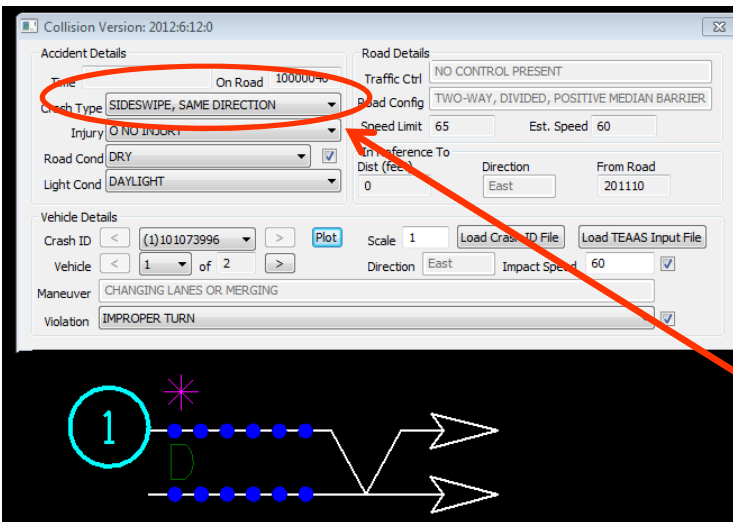 Collision Version: 2012:6:12:0
Accident Details
Time On Road
Crash Type SIDESWIPE, SAME DIRECTION
Injury O NO INJURY
Road Cond DRY
Light Cond DAYLIGHT
Road Details
Traffic Ctrl NO CONTROL PRESENT
Road Config TWO-WAY, DIVIDED, POSITIVE MEDIAN BARRIER
Speed Limit 65 Est. Speed 60
In Reference To
Dist (feet) Direction From Road
0 East 201110
Vehicle Details
Crash ID < (1)101073996 > Plot Scale 1 Load Crash ID File Load TEAAS Input File
Vehicle < 1 of 2 > Direction East Impact Speed 60
Maneuver CHANGING LANES OR MERGING
Violation IMPROPER TURN
1
D